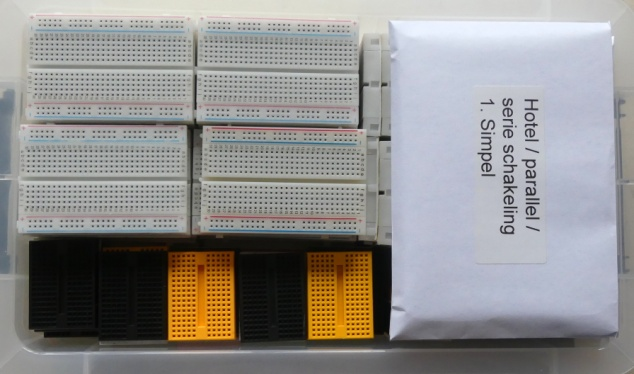 Hotel / parallel /
serie schakeling
1. Simpel